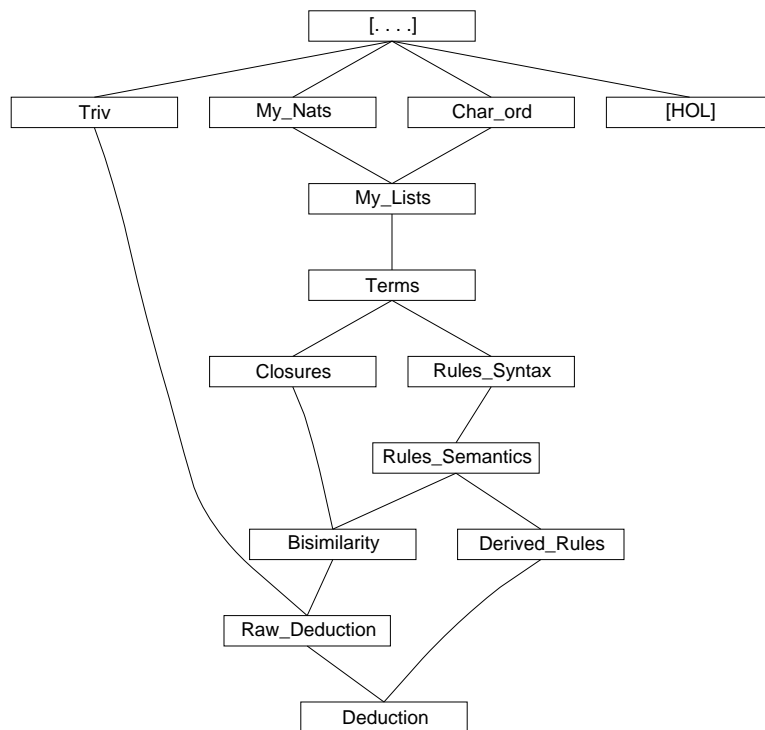 [. . . .]
Triv
My_Nats
Char_ord
[HOL]
My_Lists
Terms
Closures
Rules_Syntax
Rules_Semantics
Bisimilarity
Derived_Rules
Raw_Deduction
Deduction